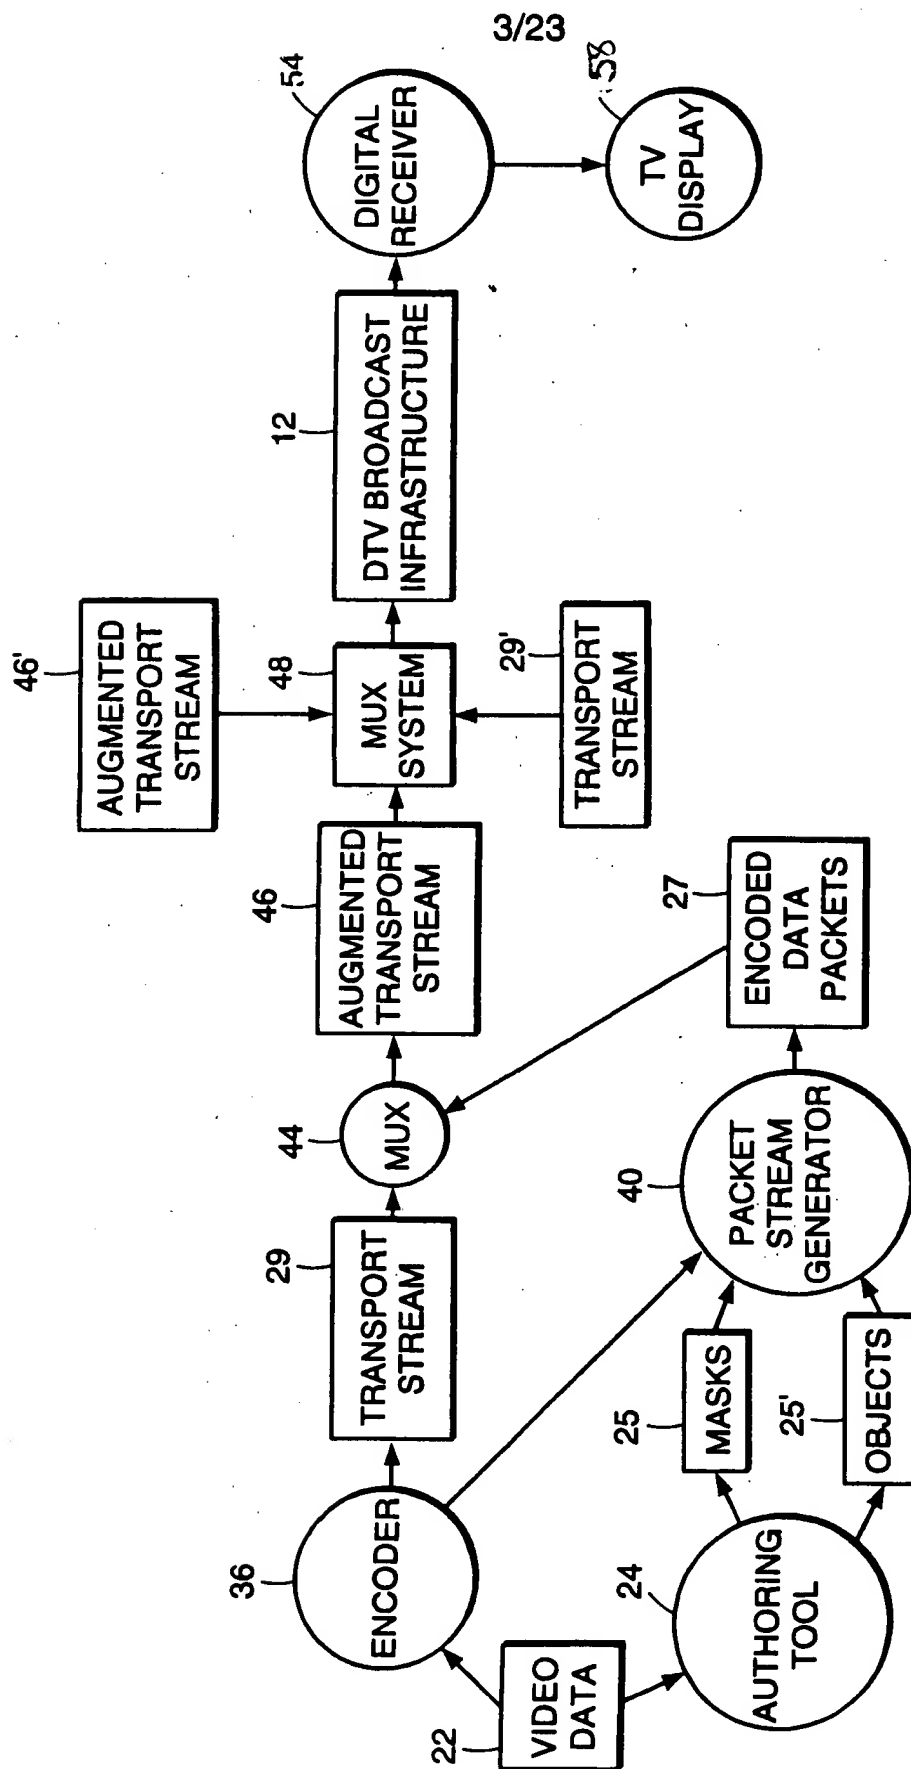 3/23
22
VIDEO
DATA
36
ENCODER
24
AUTHORING
TOOL
29
TRANSPORT
STREAM
25
MASKS
25'
OBJECTS
44
MUX
40
PACKET
STREAM
GENERATOR
46
AUGMENTED
TRANSPORT
STREAM
27
ENCODED
DATA
PACKETS
46'
AUGMENTED
TRANSPORT
STREAM
48
MUX
SYSTEM
29'
TRANSPORT
STREAM
12
DTV BROADCAST
INFRASTRUCTURE
54
DIGITAL
RECEIVER
58
TV
DISPLAY